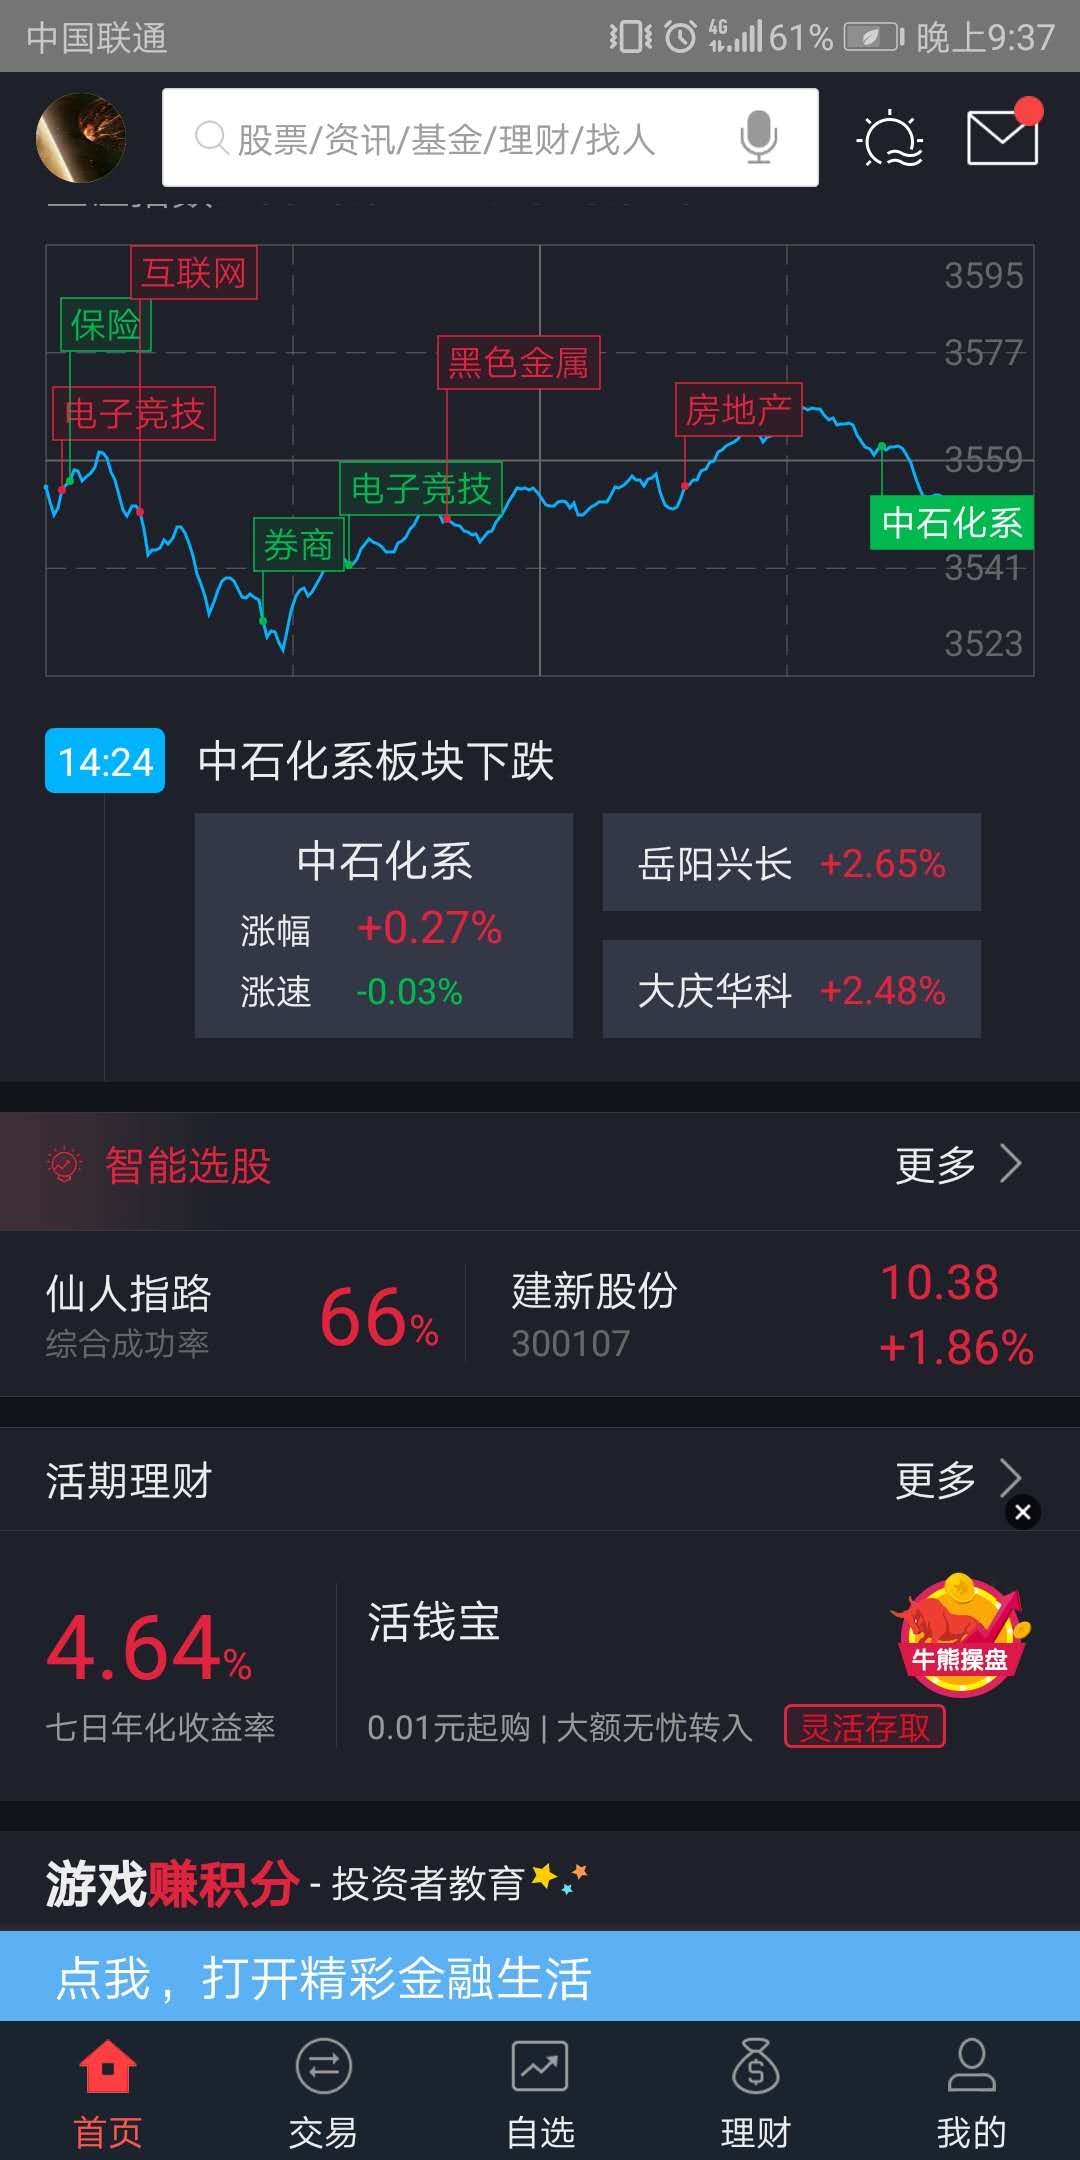 中国联通
4G 61% 晚上9:37
股票/资讯/基金/理财/找人
互联网
3595
保险
3577
黑色金属
电子竞技
房地产
3559
电子竞技
中石化系
券商
3541
3523
14:24 中石化系板块下跌
中石化系
涨幅 +0.27%
涨速 -0.03%
岳阳兴长 +2.65%
大庆华科 +2.48%
智能选股 更多
仙人指路
综合成功率
66%
建新股份
300107
10.38
+1.86%
活期理财 更多
4.64%
七日年化收益率
活钱宝
0.01元起购 | 大额无忧转入 灵活存取
牛熊操盘
游戏赚积分 - 投资者教育
点我，打开精彩金融生活
首页 交易 自选 理财 我的